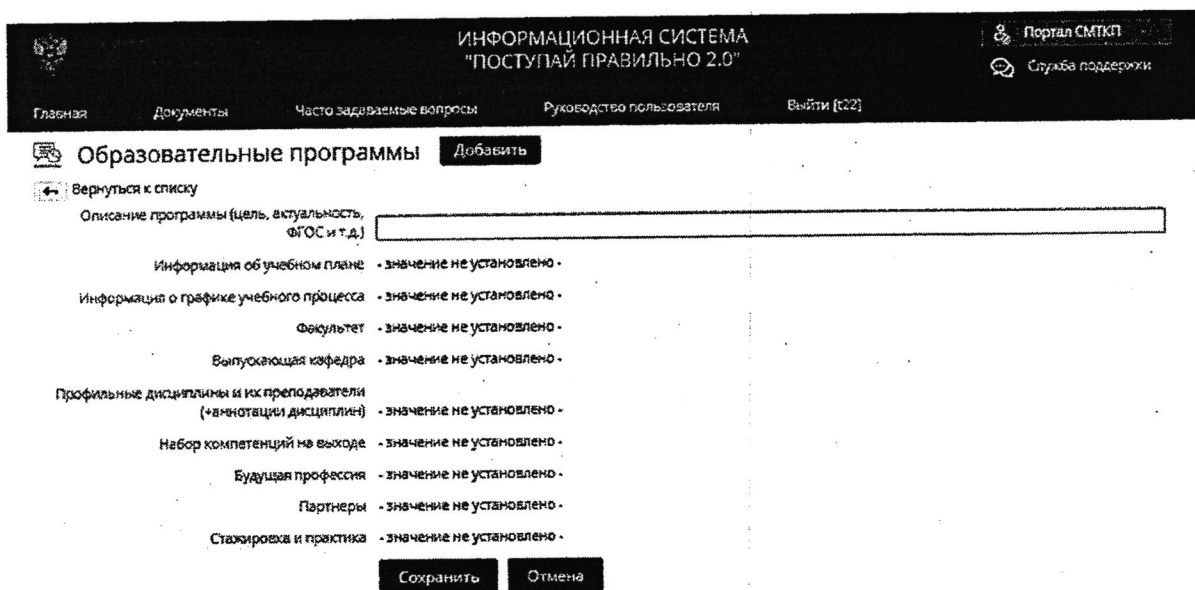 ИНФОРМАЦИОННАЯ СИСТЕМА
"ПОСТУПАЙ ПРАВИЛЬНО 2.0"
Портал СМТКП
Служба поддержки
Главная Документы Часто задаваемые вопросы Руководство пользователя Выйти [t22]
Образовательные программы Добавить
Вернуться к списку
Описание программы (цель, актуальность,
ФГОС и т.д.)
Информация об учебном плане - значение не установлено -
Информация о графике учебного процесса - значение не установлено -
Факультет - значение не установлено -
Выпускающая кафедра - значение не установлено -
Профильные дисциплины и их преподаватели
(+аннотации дисциплин) - значение не установлено -
Набор компетенций на выходе - значение не установлено -
Будущая профессия - значение не установлено -
Партнеры - значение не установлено -
Стажировка и практика - значение не установлено -
Сохранить Отмена